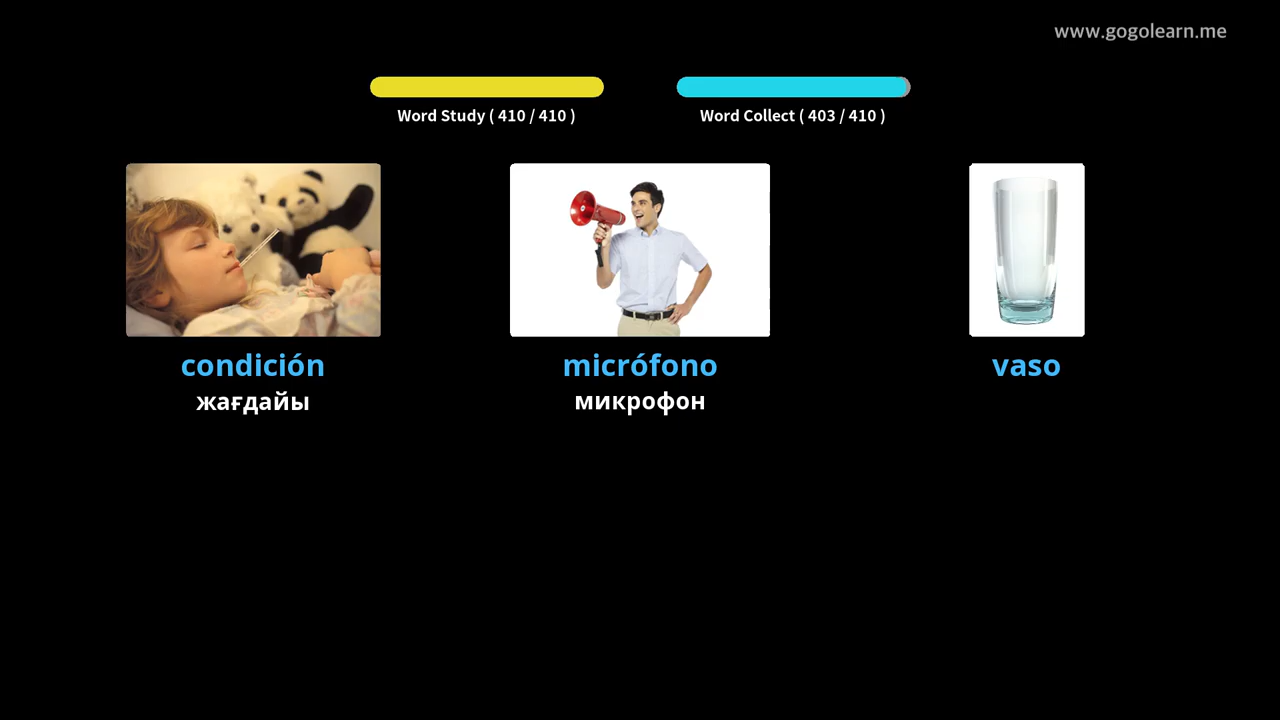 www.gogolearn.me
Word Study ( 410 / 410 )
Word Collect ( 403 / 410 )
condición
micrófono
vaso
жағдайы
микрофон